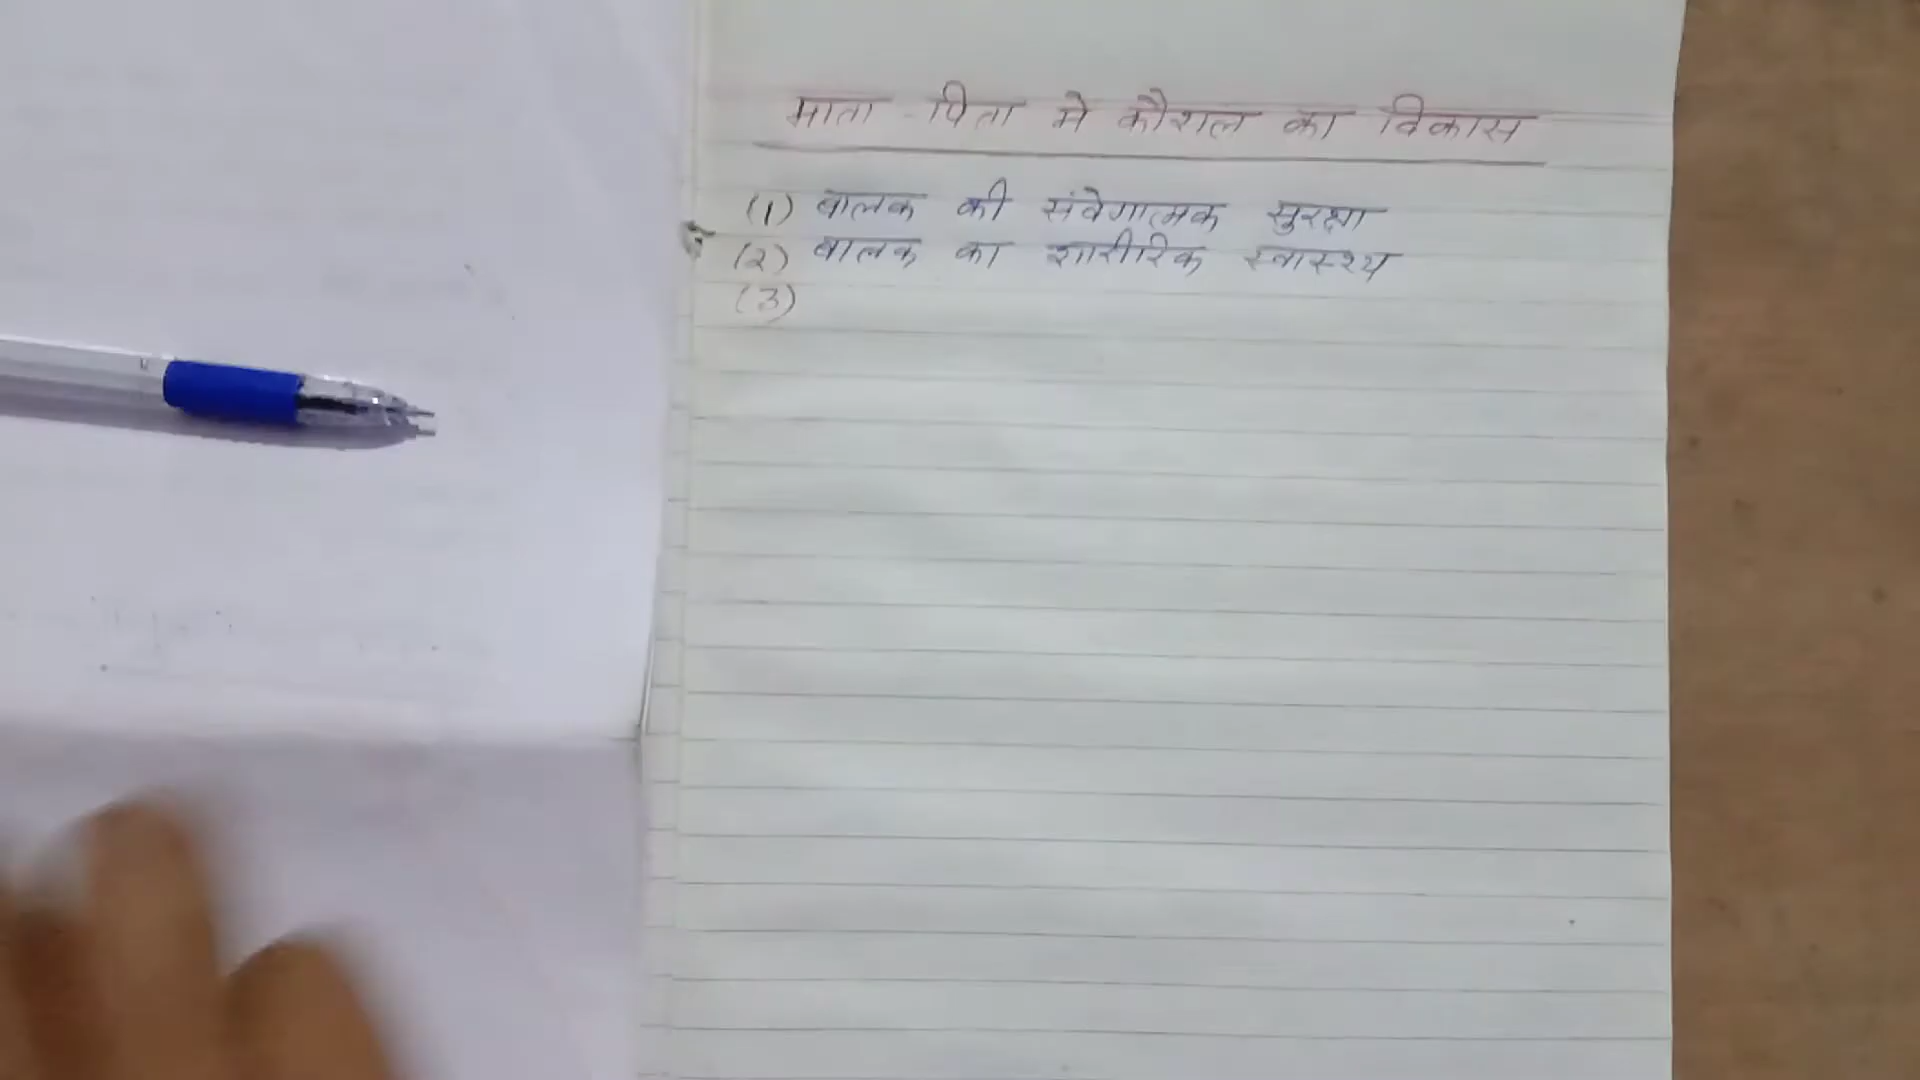 माता - पिता मे कौशल का विकास
(1) बालक की संवेगात्मक सुरक्षा
(2) बालक का शारीरिक स्वास्थ्य
(3)